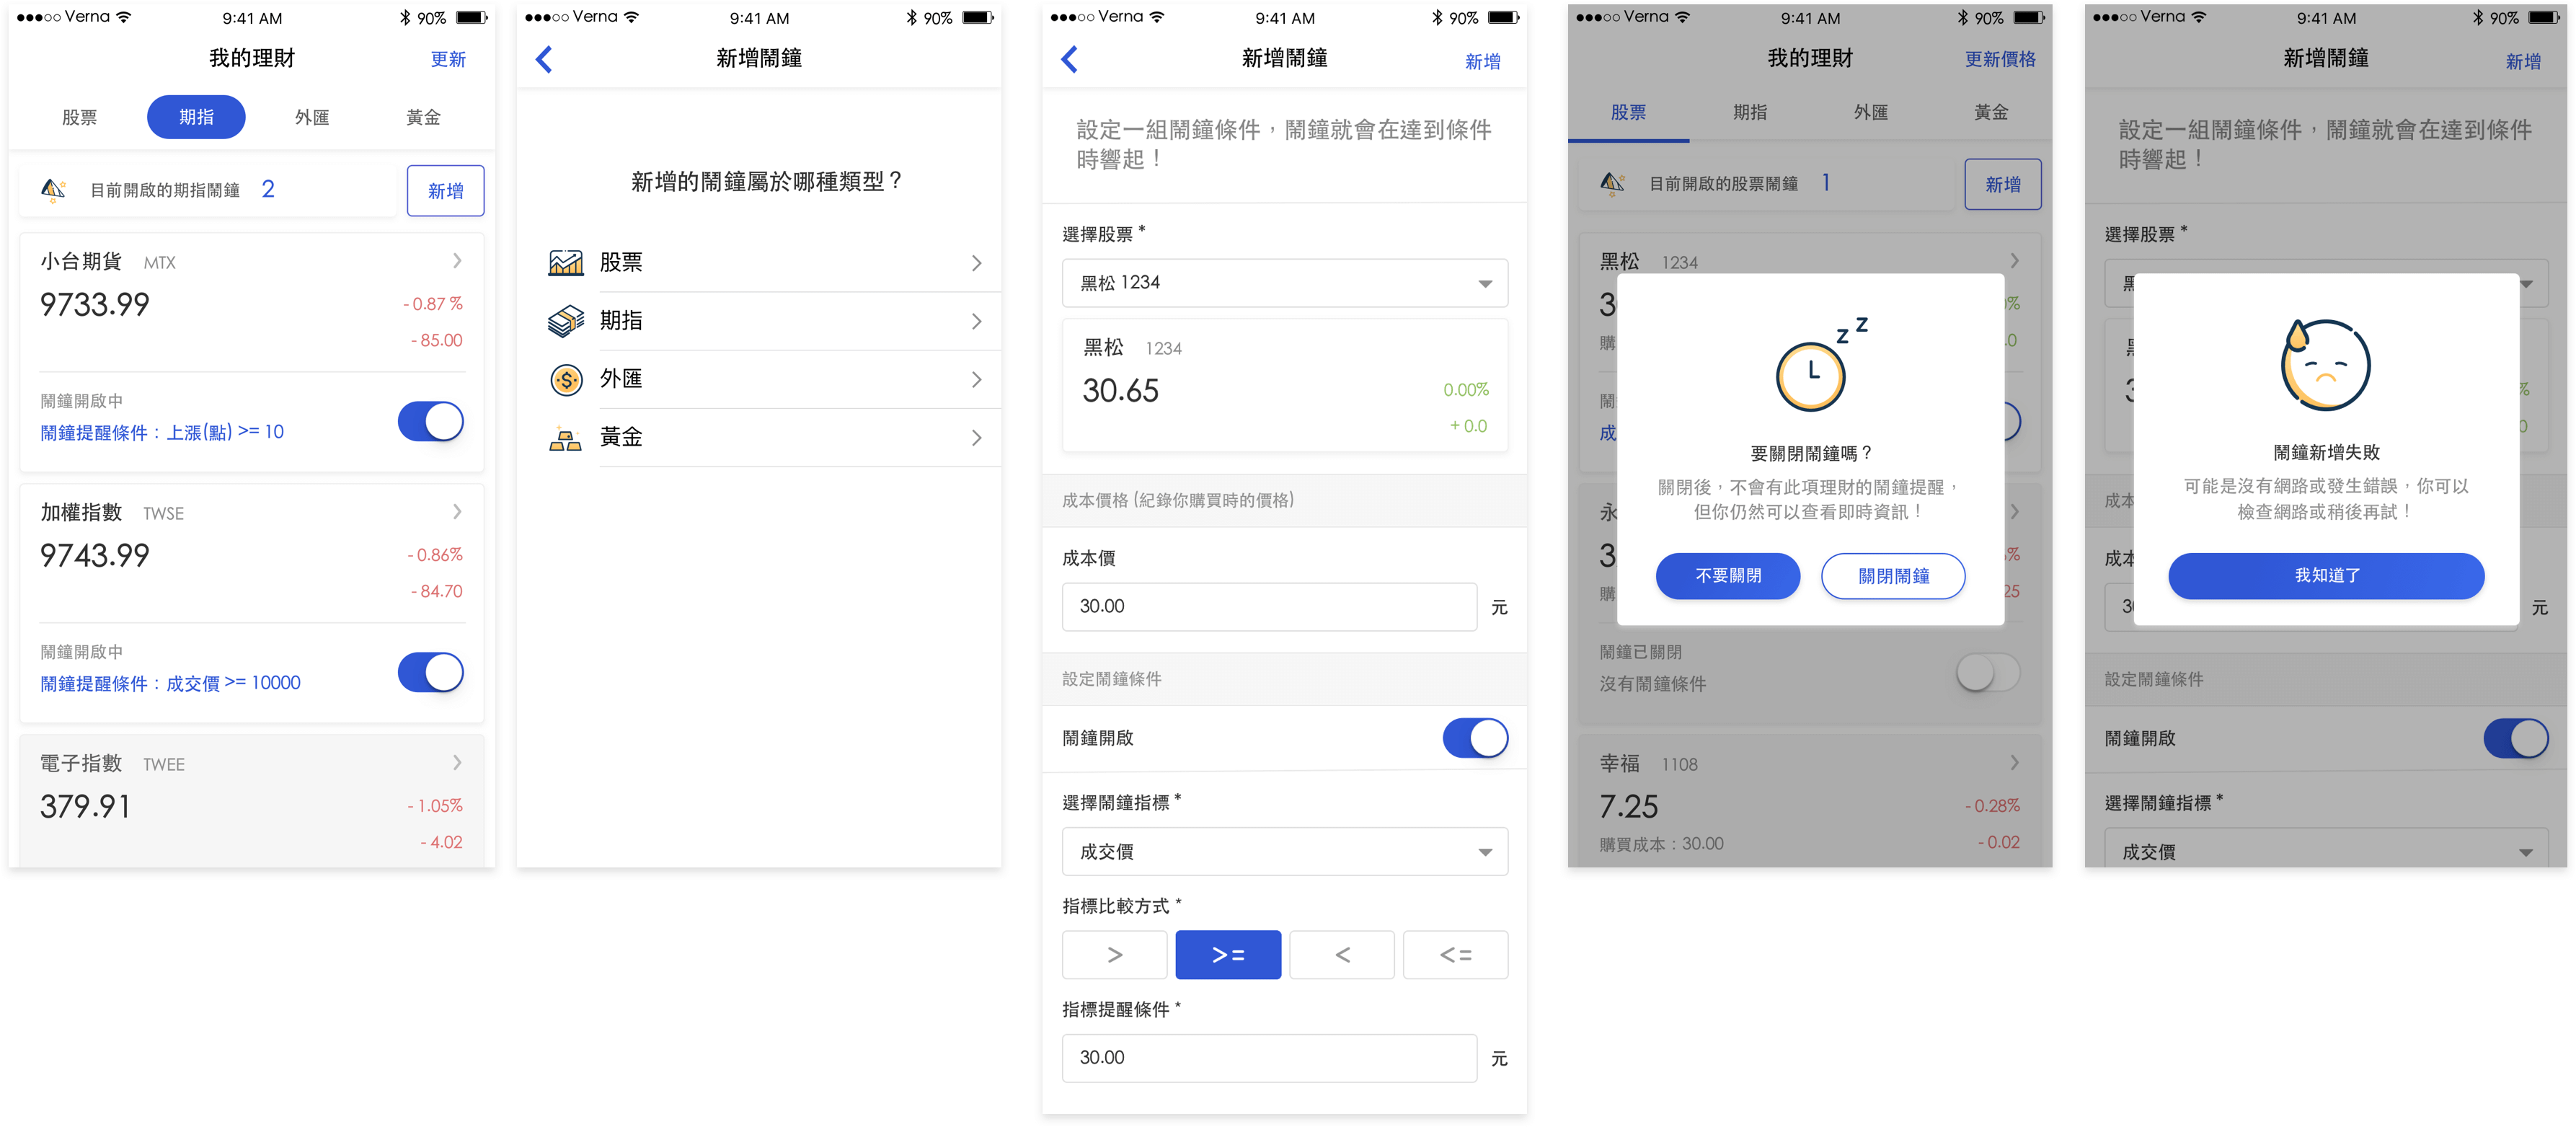 Verna
9:41 AM
90%
我的理財
更新
股票
期指
外匯
黃金
目前開啟的期指鬧鐘 2
新增
小台期貨 MTX
9733.99
- 0.87 %
- 85.00
鬧鐘開啟中
鬧鐘提醒條件：上漲(點) >= 10
加權指數 TWSE
9743.99
- 0.86%
- 84.70
鬧鐘開啟中
鬧鐘提醒條件：成交價 >= 10000
電子指數 TWEE
379.91
- 1.05%
- 4.02
Verna
9:41 AM
90%
新增鬧鐘
新增的鬧鐘屬於哪種類型？
股票
期指
外匯
黃金
Verna
9:41 AM
90%
新增鬧鐘
新增
設定一組鬧鐘條件，鬧鐘就會在達到條件
時響起！
選擇股票 *
黑松 1234
黑松 1234
30.65
0.00%
+ 0.0
成本價格 (紀錄你購買時的價格)
成本價
30.00 元
設定鬧鐘條件
鬧鐘開啟
選擇鬧鐘指標 *
成交價
指標比較方式 *
> >= < <=
指標提醒條件 *
30.00 元
Verna
9:41 AM
90%
我的理財
更新價格
股票
期指
外匯
黃金
目前開啟的股票鬧鐘 1
新增
黑松 1234
要關閉鬧鐘嗎？
關閉後，不會有此項理財的鬧鐘提醒，
但你仍然可以查看即時資訊！
不要關閉
關閉鬧鐘
鬧鐘已關閉
沒有鬧鐘條件
幸福 1108
7.25
- 0.28%
購買成本：30.00
- 0.02
Verna
9:41 AM
90%
新增鬧鐘
新增
設定一組鬧鐘條件，鬧鐘就會在達到條件
時響起！
選擇股票 *
鬧鐘新增失敗
可能是沒有網路或發生錯誤，你可以
檢查網路或稍後再試！
我知道了
元
設定鬧鐘條件
鬧鐘開啟
選擇鬧鐘指標 *
成交價